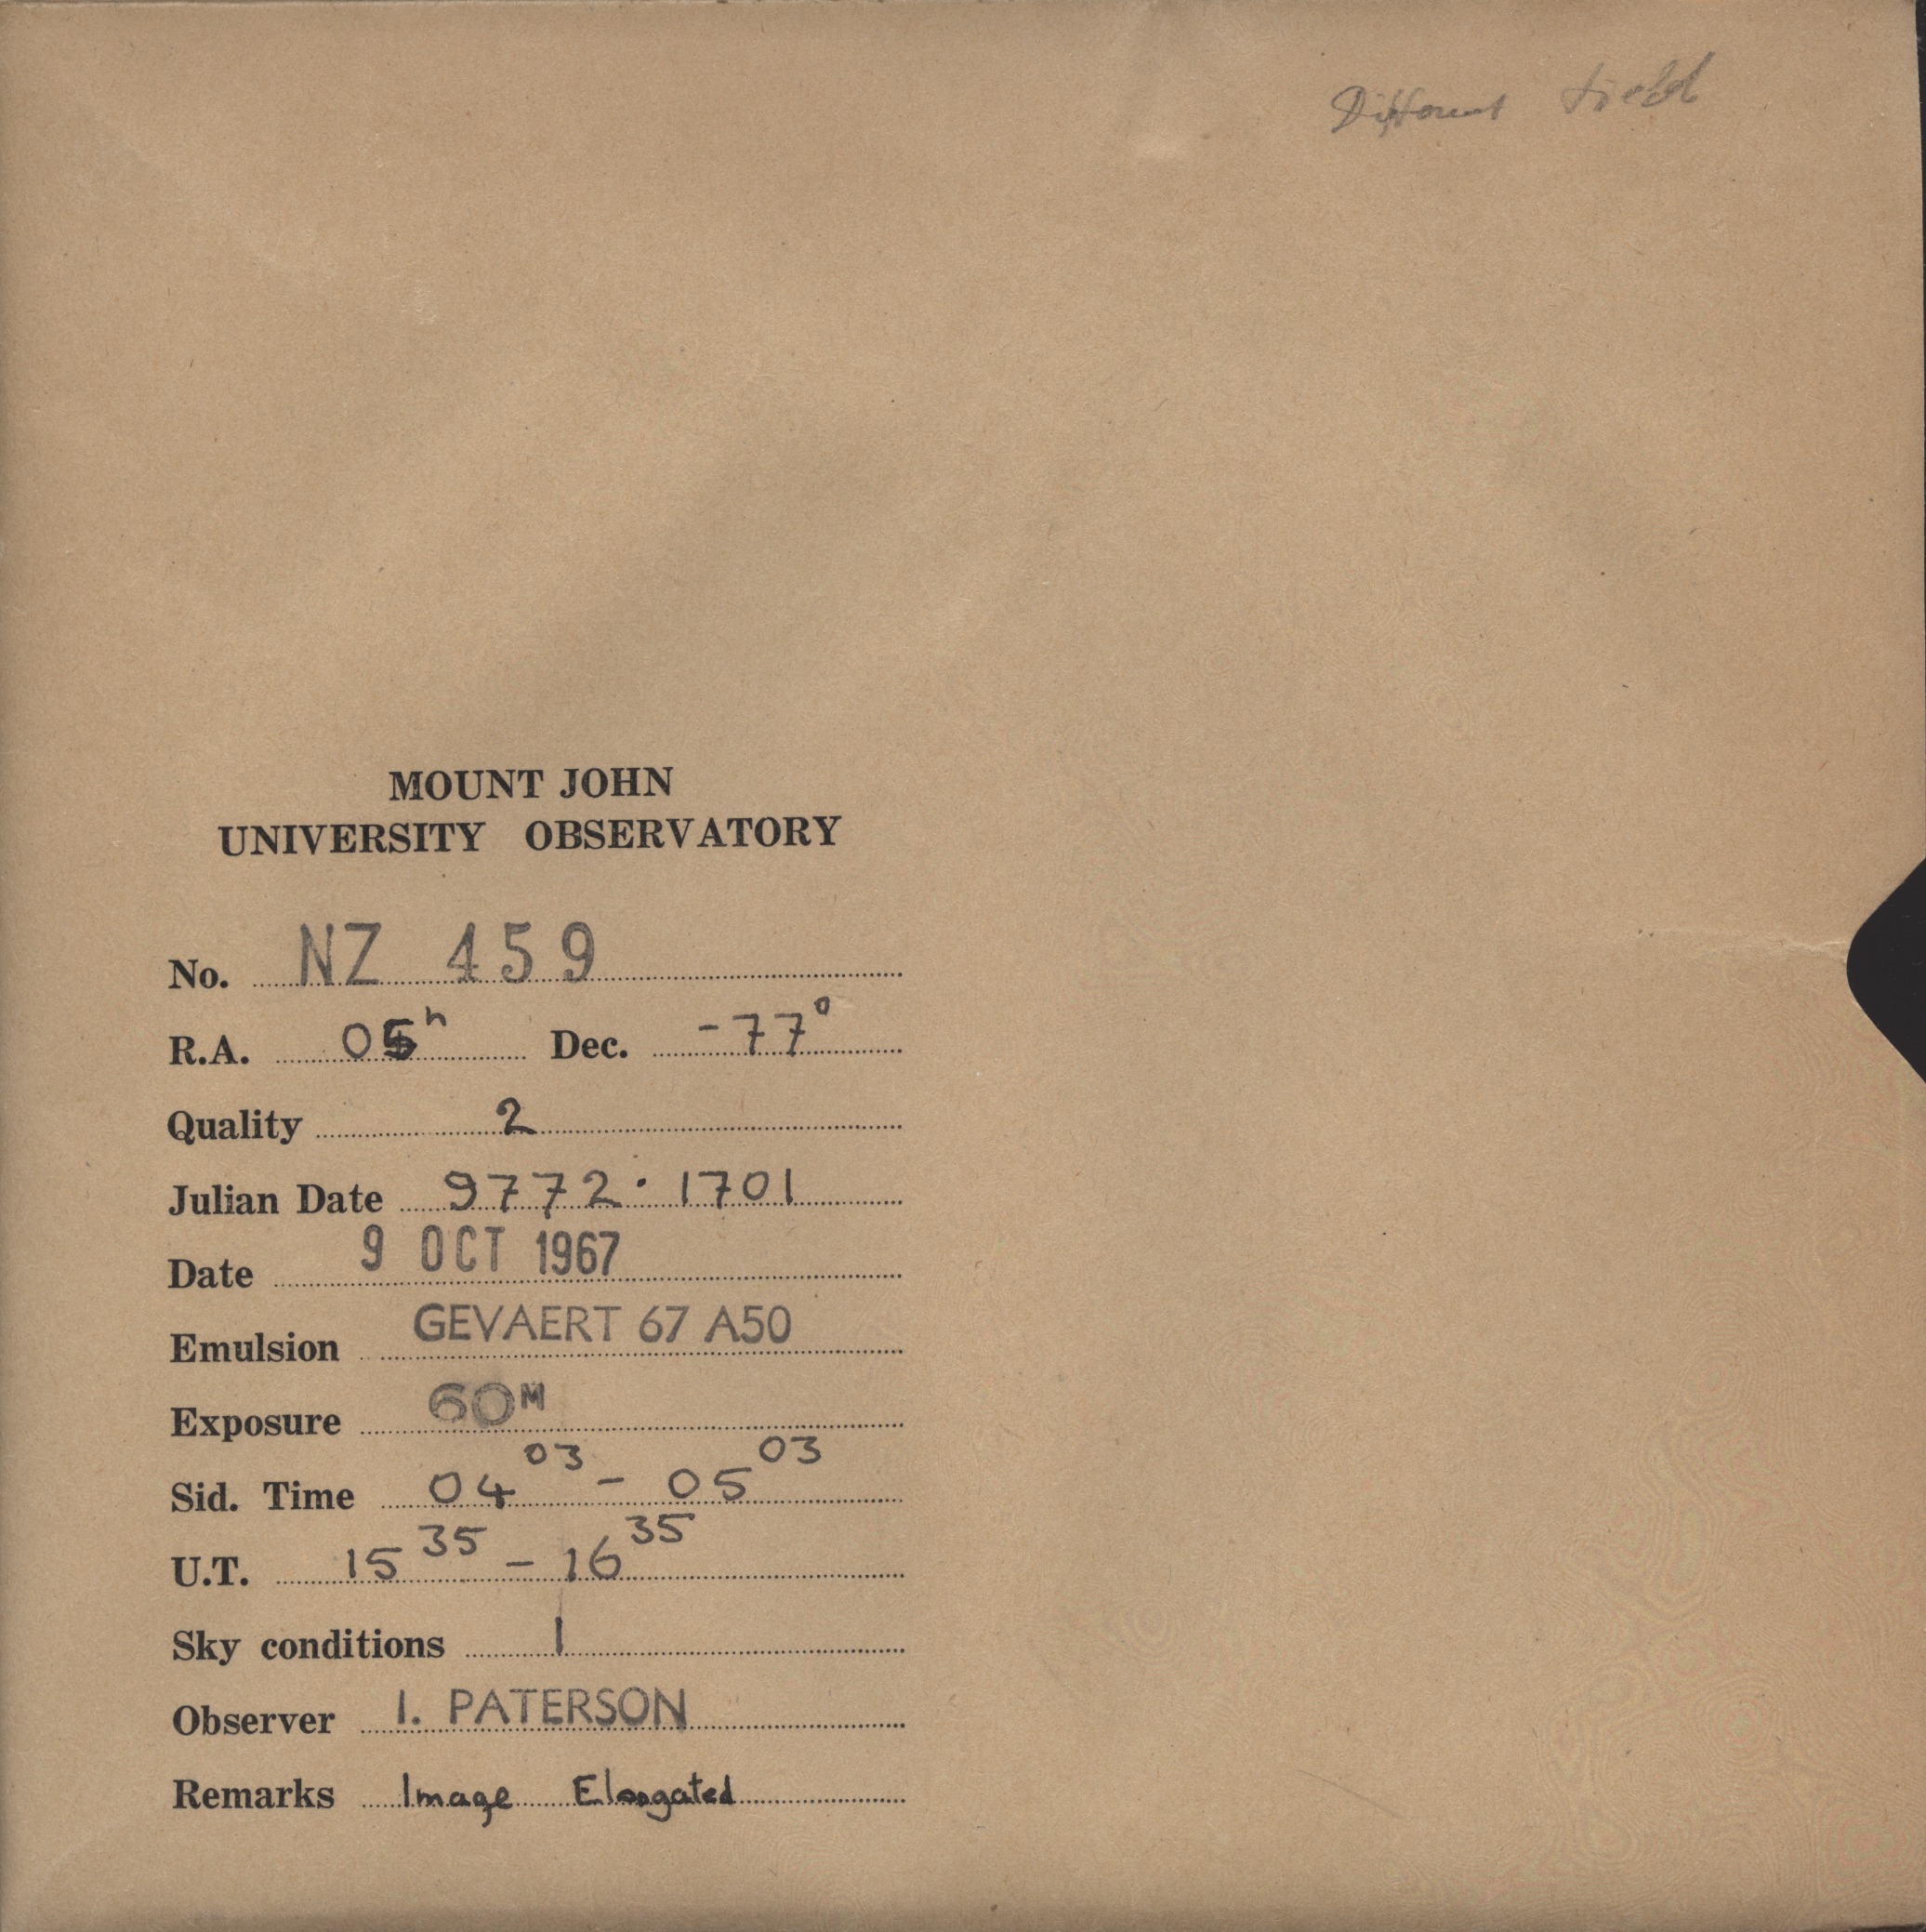 Different field
MOUNT JOHN
UNIVERSITY OBSERVATORY
No. NZ 459
R.A. 05ʰ Dec. -77°
Quality 2
Julian Date 9772.1701
Date 9 OCT 1967
Emulsion GEVAERT 67 A50
Exposure 60ᴹ
Sid. Time 04 03 - 05 03
U.T. 15 35 - 16 35
Sky conditions 1
Observer I. PATERSON
Remarks Image Elongated